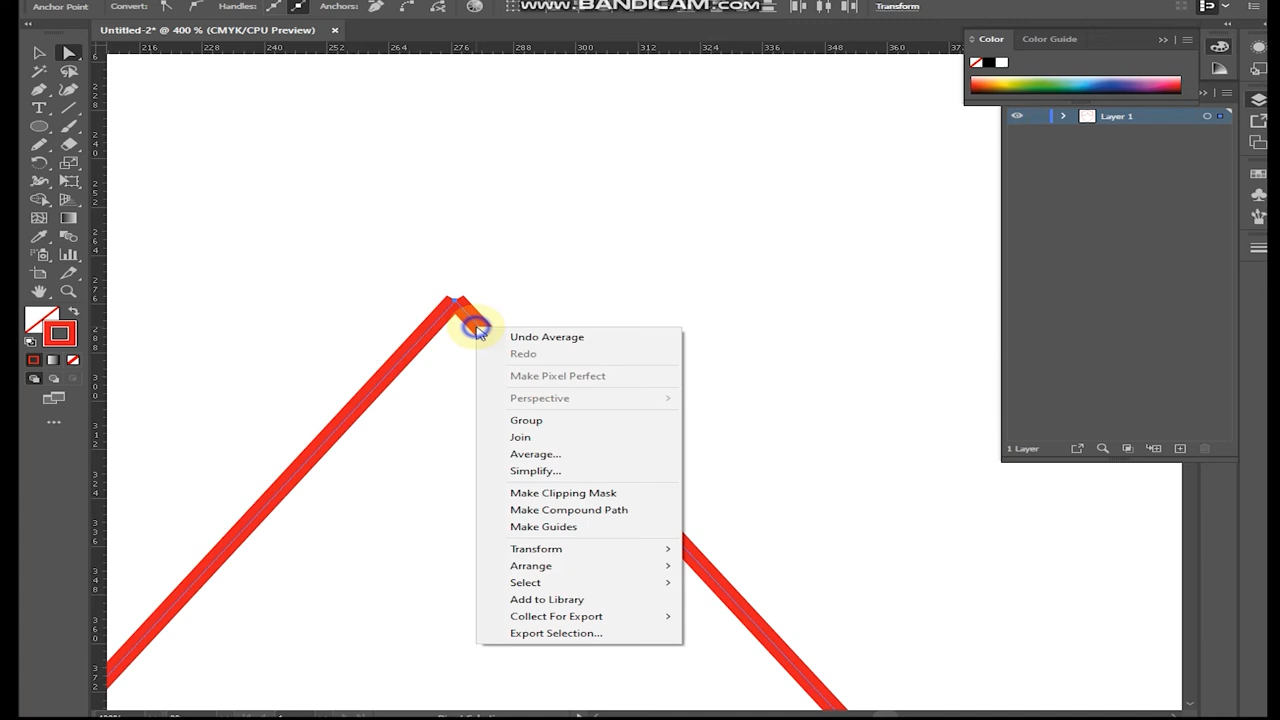 Anchor Point
Convert:
Handles:
Anchors:
www.BANDICAM.com
Transform
Untitled-2* @ 400 % (CMYK/CPU Preview)
×
216
252
264
276
300
312
324
336
348
360
Color
Color Guide
Layer 1
Undo Average
Redo
Make Pixel Perfect
Perspective
Group
Join
Average...
Simplify...
Make Clipping Mask
Make Compound Path
Make Guides
Transform
Arrange
Select
Add to Library
Collect For Export
Export Selection...
1 Layer